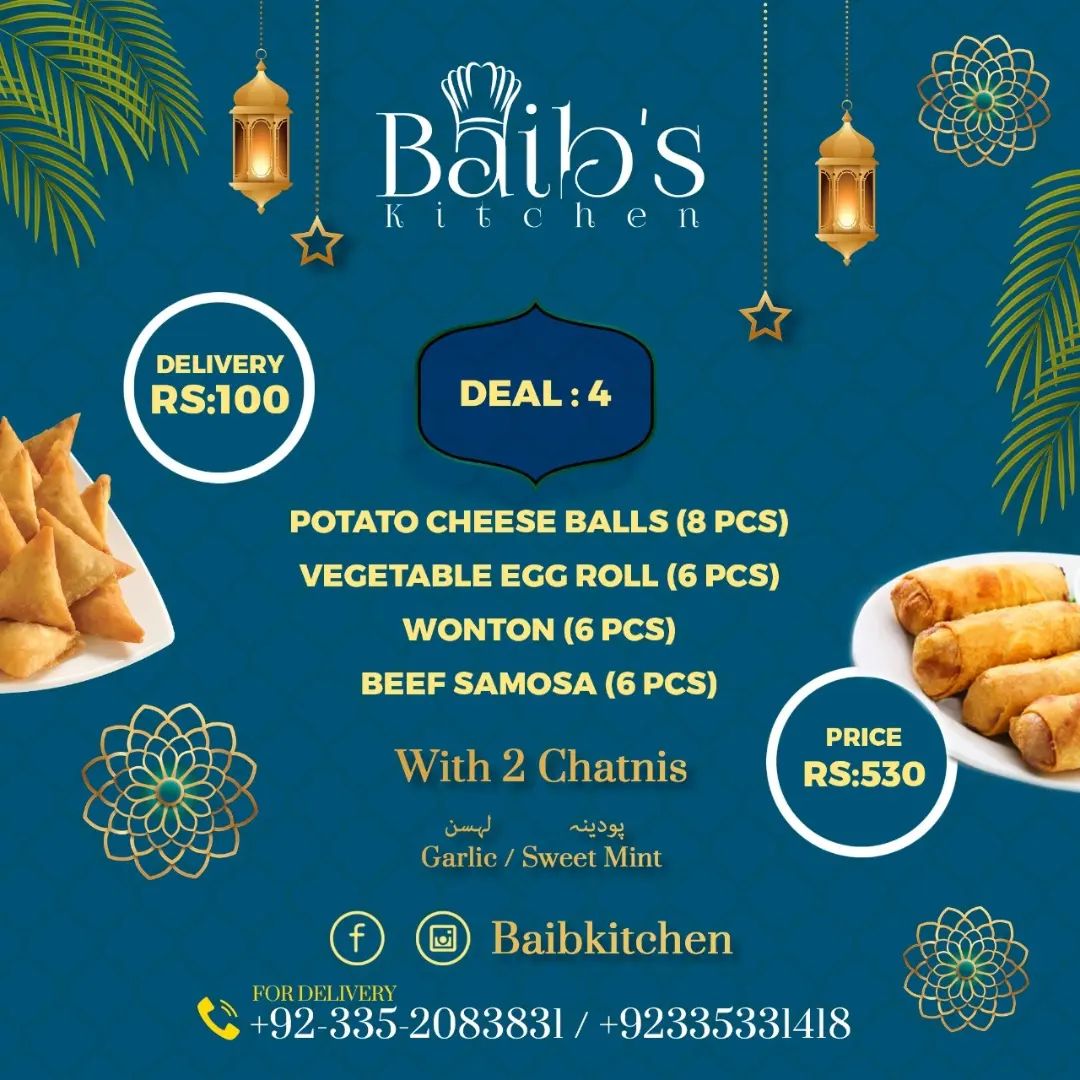 Baib's
Kitchen
DELIVERY
RS:100
DEAL : 4
POTATO CHEESE BALLS (8 PCS)
VEGETABLE EGG ROLL (6 PCS)
WONTON (6 PCS)
BEEF SAMOSA (6 PCS)
With 2 Chatnis
PRICE
RS:530
پودینہ لہسن
Garlic / Sweet Mint
Baibkitchen
FOR DELIVERY
+92-335-2083831 / +92335331418